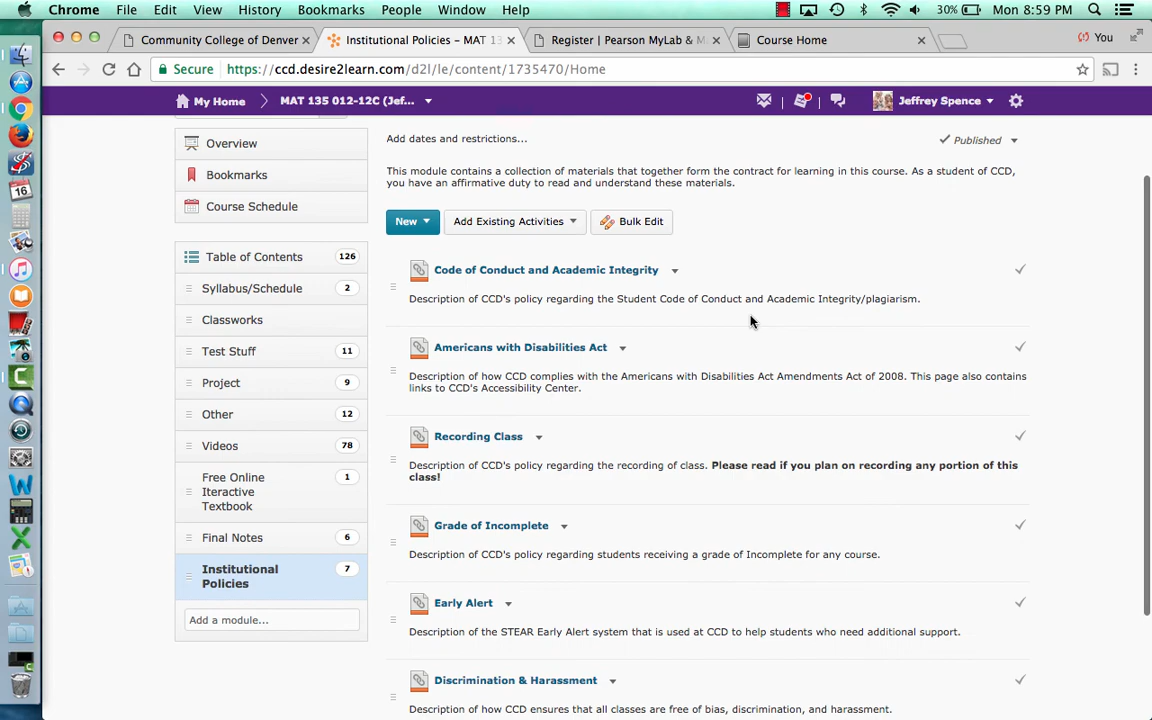 Chrome File Edit View History Bookmarks People Window Help 30% Mon 8:59 PM
Community College of Denver
Institutional Policies – MAT 13
Register | Pearson MyLab & M
Course Home
You
Secure https://ccd.desire2learn.com/d2l/le/content/1735470/Home
My Home MAT 135 012-12C (Jef... Jeffrey Spence
Overview
Bookmarks
Course Schedule
Table of Contents 126
Syllabus/Schedule 2
Classworks
Test Stuff 11
Project 9
Other 12
Videos 78
Free Online 1
Iteractive
Textbook
Final Notes 6
Institutional 7
Policies
Add a module...
Add dates and restrictions...
Published
This module contains a collection of materials that together form the contract for learning in this course. As a student of CCD,
you have an affirmative duty to read and understand these materials.
New Add Existing Activities Bulk Edit
Code of Conduct and Academic Integrity
Description of CCD's policy regarding the Student Code of Conduct and Academic Integrity/plagiarism.
Americans with Disabilities Act
Description of how CCD complies with the Americans with Disabilities Act Amendments Act of 2008. This page also contains
links to CCD's Accessibility Center.
Recording Class
Description of CCD's policy regarding the recording of class. Please read if you plan on recording any portion of this
class!
Grade of Incomplete
Description of CCD's policy regarding students receiving a grade of Incomplete for any course.
Early Alert
Description of the STEAR Early Alert system that is used at CCD to help students who need additional support.
Discrimination & Harassment
Description of how CCD ensures that all classes are free of bias, discrimination, and harassment.